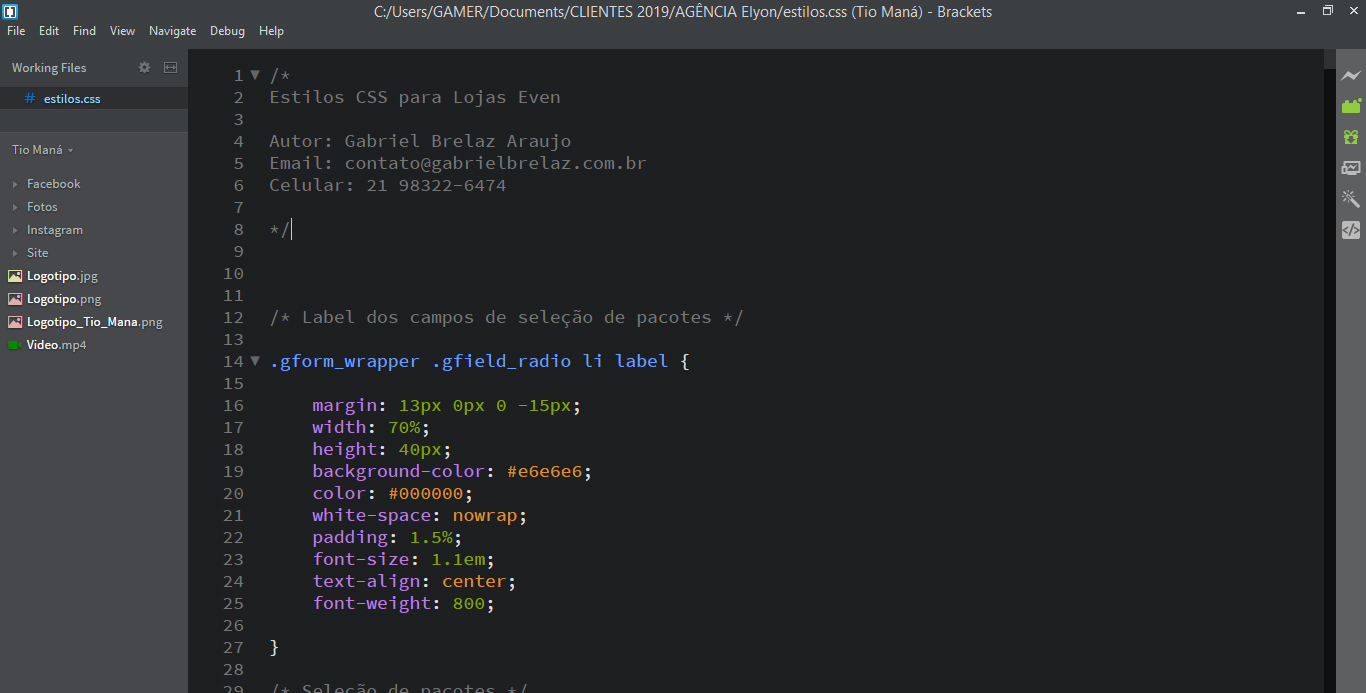 C:/Users/GAMER/Documents/CLIENTES 2019/AGÊNCIA Elyon/estilos.css (Tio Maná) - Brackets
File Edit Find View Navigate Debug Help
Working Files
# estilos.css
Tio Maná
Facebook
Fotos
Instagram
Site
Logotipo.jpg
Logotipo.png
Logotipo_Tio_Mana.png
Video.mp4
1 /*
2 Estilos CSS para Lojas Even
3
4 Autor: Gabriel Brelaz Araujo
5 Email: contato@gabrielbrelaz.com.br
6 Celular: 21 98322-6474
7
8 */
9
10
11
12 /* Label dos campos de seleção de pacotes */
13
14 .gform_wrapper .gfield_radio li label {
15
16 margin: 13px 0px 0 -15px;
17 width: 70%;
18 height: 40px;
19 background-color: #e6e6e6;
20 color: #000000;
21 white-space: nowrap;
22 padding: 1.5%;
23 font-size: 1.1em;
24 text-align: center;
25 font-weight: 800;
26
27 }
28
29 /* Seleção de pacotes */